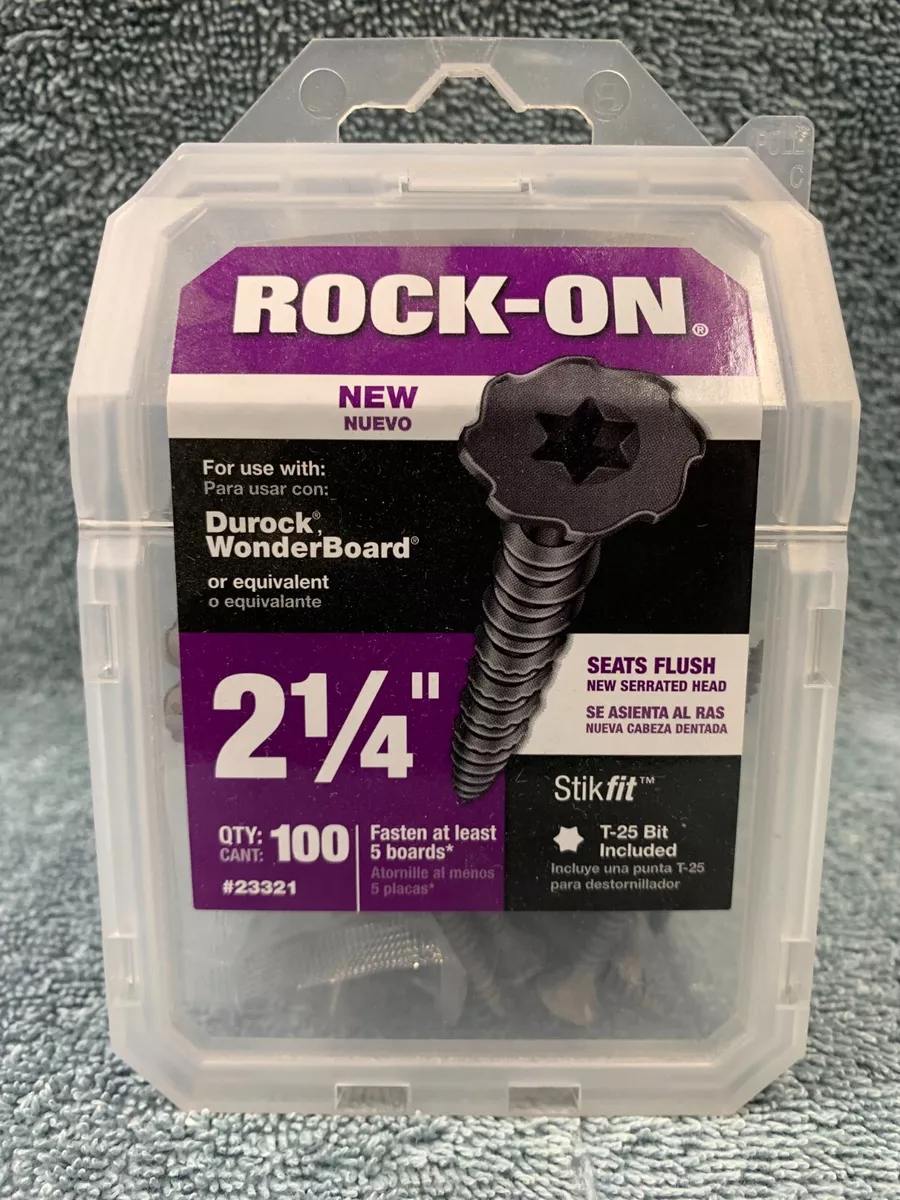 PULL
C
ROCK-ON®
NEW
NUEVO
For use with:
Para usar con:
Durock®,
WonderBoard®
or equivalent
o equivalante
2¼"
SEATS FLUSH
NEW SERRATED HEAD
SE ASIENTA AL RAS
NUEVA CABEZA DENTADA
Stikfit™
T-25 Bit
Included
Incluye una punta T-25
para destornillador
QTY: 100
CANT:
#23321
Fasten at least
5 boards*
Atornille al ménos
5 placas*